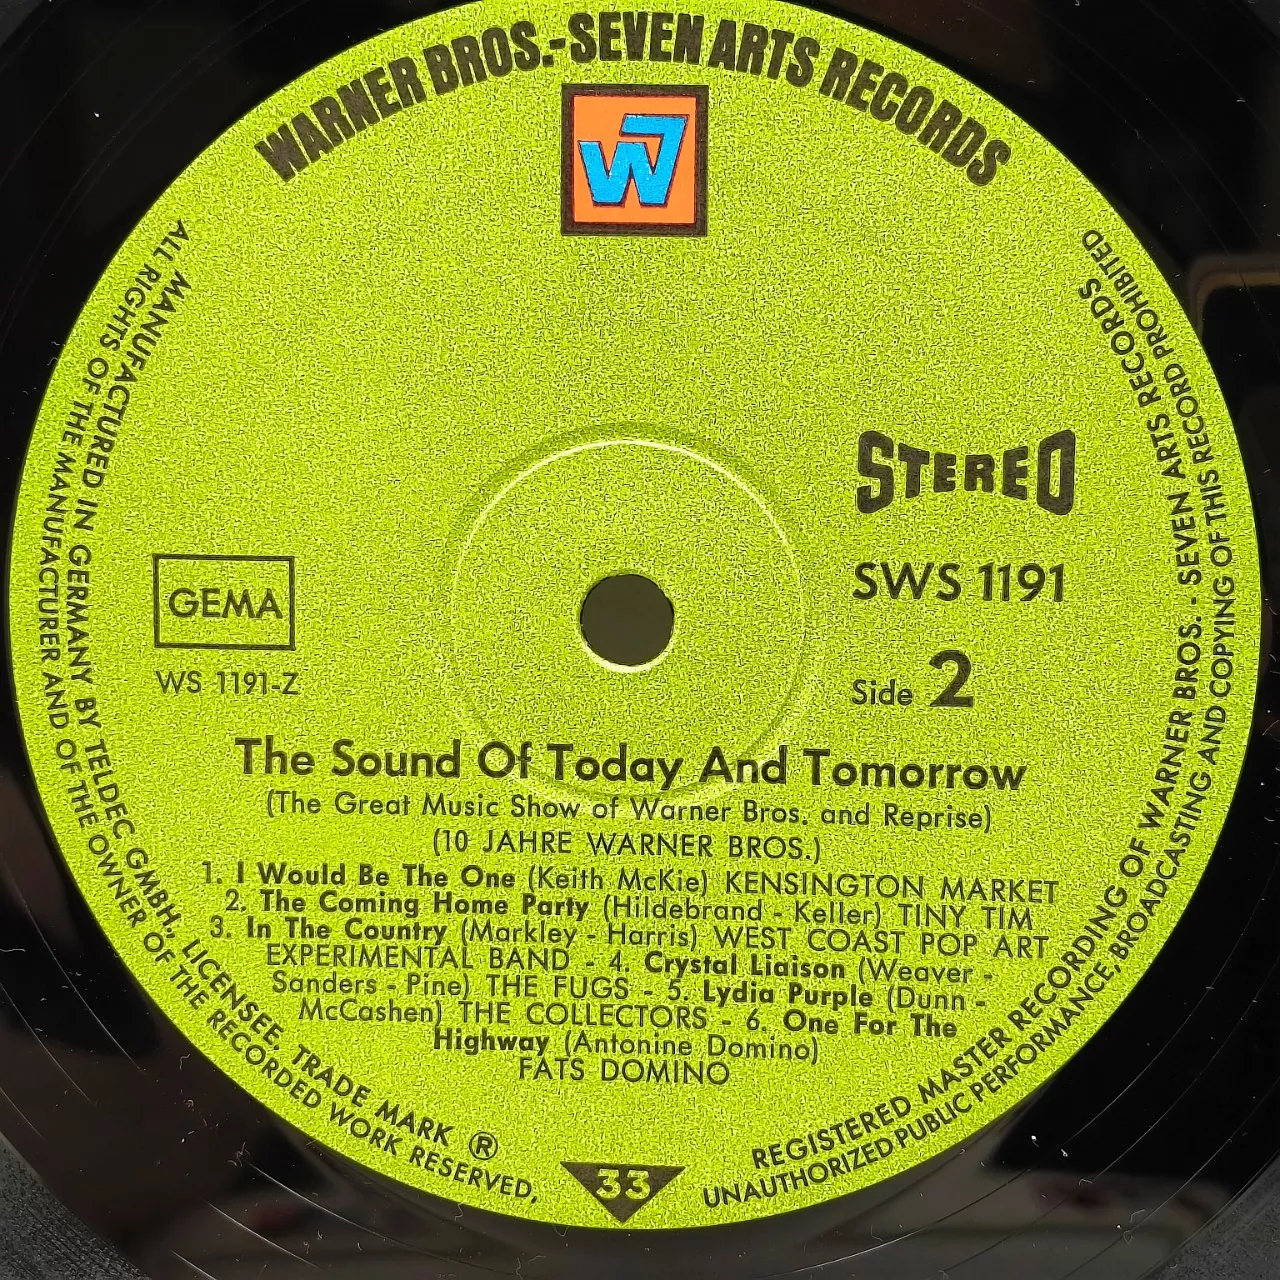 WARNER BROS.-SEVEN ARTS RECORDS
W7
STEREO
GEMA
SWS 1191
WS 1191-Z
Side 2
The Sound Of Today And Tomorrow
(The Great Music Show of Warner Bros. and Reprise)
(10 JAHRE WARNER BROS.)
1. I Would Be The One (Keith McKie) KENSINGTON MARKET
2. The Coming Home Party (Hildebrand - Keller) TINY TIM
3. In The Country (Markley - Harris) WEST COAST POP ART
EXPERIMENTAL BAND - 4. Crystal Liaison (Weaver -
Sanders - Pine) THE FUGS - 5. Lydia Purple (Dunn -
McCashen) THE COLLECTORS - 6. One For The
Highway (Antonine Domino)
FATS DOMINO
MANUFACTURED IN GERMANY BY TELDEC GMBH., LICENSEE, TRADE MARK ®
REGISTERED MASTER RECORDING OF WARNER BROS. - SEVEN ARTS RECORDS
ALL RIGHTS OF THE MANUFACTURER AND OF THE OWNER OF THE RECORDED WORK RESERVED,
UNAUTHORIZED PUBLIC PERFORMANCE, BROADCASTING AND COPYING OF THIS RECORD PROHIBITED
33